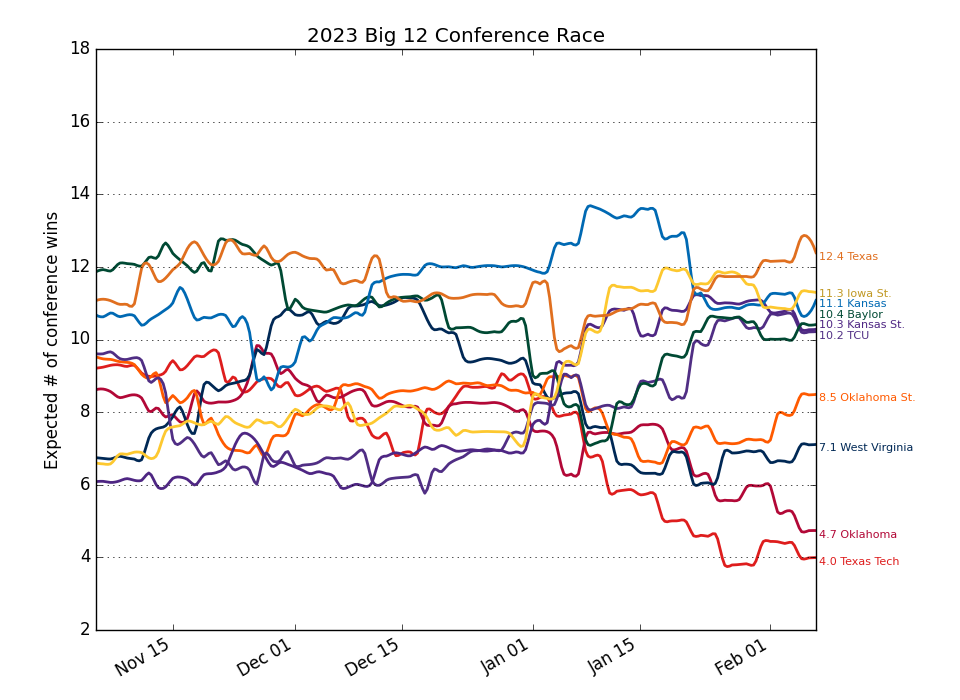 2023 Big 12 Conference Race
Expected # of conference wins
18
16
14
12
10
8
6
4
2
12.4 Texas
11.3 Iowa St.
11.1 Kansas
10.4 Baylor
10.3 Kansas St.
10.2 TCU
8.5 Oklahoma St.
7.1 West Virginia
4.7 Oklahoma
4.0 Texas Tech
Nov 15
Dec 01
Dec 15
Jan 01
Jan 15
Feb 01